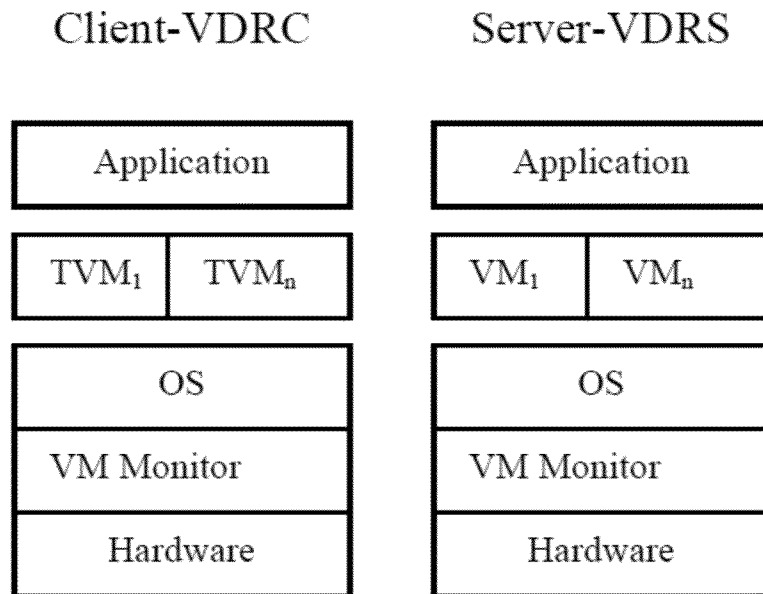 Client-VDRC
Server-VDRS
Application
Application
TVM₁
TVMₙ
VM₁
VMₙ
OS
OS
VM Monitor
VM Monitor
Hardware
Hardware